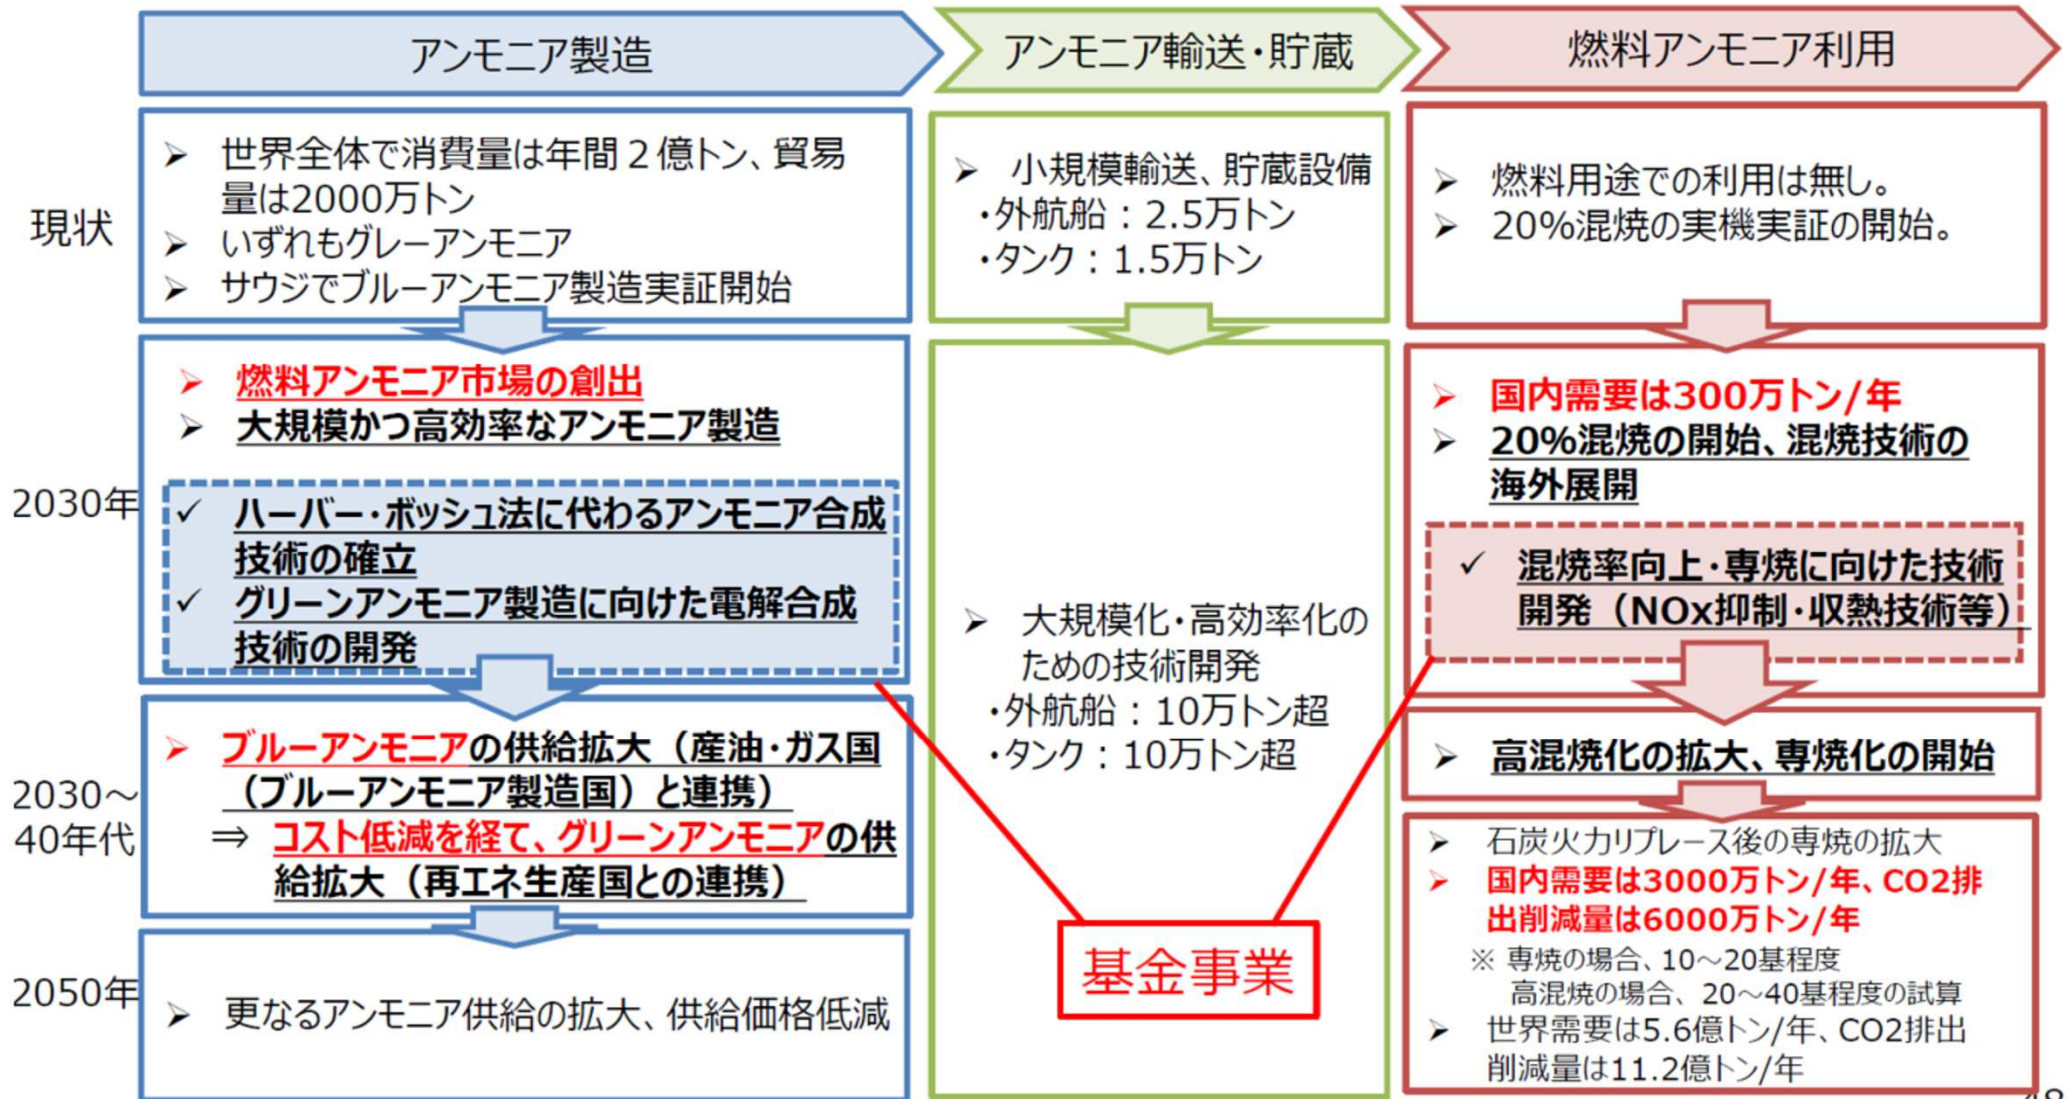 アンモニア製造
アンモニア輸送・貯蔵
燃料アンモニア利用
現状
➢ 世界全体で消費量は年間２億トン、貿易
量は2000万トン
➢ いずれもグレーアンモニア
➢ サウジでブルーアンモニア製造実証開始
➢ 小規模輸送、貯蔵設備
・外航船：2.5万トン
・タンク：1.5万トン
➢ 燃料用途での利用は無し。
➢ 20%混焼の実機実証の開始。
2030年
➢ 燃料アンモニア市場の創出
➢ 大規模かつ高効率なアンモニア製造
✓ ハーバー・ボッシュ法に代わるアンモニア合成
技術の確立
✓ グリーンアンモニア製造に向けた電解合成
技術の開発
➢ 大規模化・高効率化の
ための技術開発
・外航船：10万トン超
・タンク：10万トン超
➢ 国内需要は300万トン/年
➢ 20%混焼の開始、混焼技術の
海外展開
✓ 混焼率向上・専焼に向けた技術
開発（NOx抑制・収熱技術等）
2030～
40年代
➢ ブルーアンモニアの供給拡大（産油・ガス国
（ブルーアンモニア製造国）と連携）
⇒ コスト低減を経て、グリーンアンモニアの供
給拡大（再エネ生産国との連携）
➢ 高混焼化の拡大、専焼化の開始
基金事業
2050年
➢ 更なるアンモニア供給の拡大、供給価格低減
➢ 石炭火力リプレース後の専焼の拡大
➢ 国内需要は3000万トン/年、CO2排
出削減量は6000万トン/年
※ 専焼の場合、10～20基程度
高混焼の場合、20～40基程度の試算
➢ 世界需要は5.6億トン/年、CO2排出
削減量は11.2億トン/年